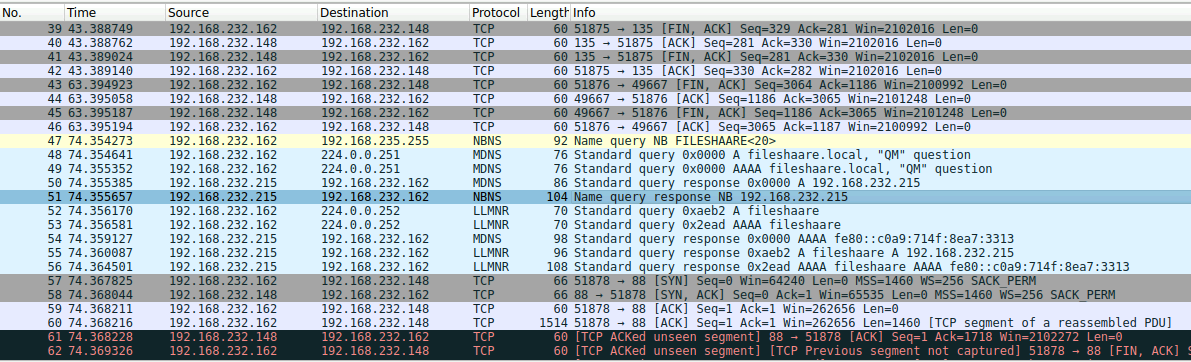 No. Time Source Destination Protocol Length Info
39 43.388749 192.168.232.162 192.168.232.148 TCP 60 51875 → 135 [FIN, ACK] Seq=329 Ack=281 Win=2102016 Len=0
40 43.388762 192.168.232.148 192.168.232.162 TCP 60 135 → 51875 [ACK] Seq=281 Ack=330 Win=2102016 Len=0
41 43.389024 192.168.232.148 192.168.232.162 TCP 60 135 → 51875 [FIN, ACK] Seq=281 Ack=330 Win=2102016 Len=0
42 43.389140 192.168.232.162 192.168.232.148 TCP 60 51875 → 135 [ACK] Seq=330 Ack=282 Win=2102016 Len=0
43 63.394923 192.168.232.162 192.168.232.148 TCP 60 51876 → 49667 [FIN, ACK] Seq=3064 Ack=1186 Win=2100992 Len=0
44 63.395058 192.168.232.148 192.168.232.162 TCP 60 49667 → 51876 [ACK] Seq=1186 Ack=3065 Win=2101248 Len=0
45 63.395187 192.168.232.148 192.168.232.162 TCP 60 49667 → 51876 [FIN, ACK] Seq=1186 Ack=3065 Win=2101248 Len=0
46 63.395194 192.168.232.162 192.168.232.148 TCP 60 51876 → 49667 [ACK] Seq=3065 Ack=1187 Win=2100992 Len=0
47 74.354273 192.168.232.162 192.168.235.255 NBNS 92 Name query NB FILESHAARE<20>
48 74.354641 192.168.232.162 224.0.0.251 MDNS 76 Standard query 0x0000 A fileshaare.local, "QM" question
49 74.355352 192.168.232.162 224.0.0.251 MDNS 76 Standard query 0x0000 AAAA fileshaare.local, "QM" question
50 74.355385 192.168.232.215 192.168.232.162 MDNS 86 Standard query response 0x0000 A 192.168.232.215
51 74.355657 192.168.232.215 192.168.232.162 NBNS 104 Name query response NB 192.168.232.215
52 74.356170 192.168.232.162 224.0.0.252 LLMNR 70 Standard query 0xaeb2 A fileshaare
53 74.356581 192.168.232.162 224.0.0.252 LLMNR 70 Standard query 0x2ead AAAA fileshaare
54 74.359127 192.168.232.215 192.168.232.162 MDNS 98 Standard query response 0x0000 AAAA fe80::c0a9:714f:8ea7:3313
55 74.360087 192.168.232.215 192.168.232.162 LLMNR 96 Standard query response 0xaeb2 A fileshaare A 192.168.232.215
56 74.364501 192.168.232.215 192.168.232.162 LLMNR 108 Standard query response 0x2ead AAAA fileshaare AAAA fe80::c0a9:714f:8ea7:3313
57 74.367825 192.168.232.162 192.168.232.148 TCP 66 51878 → 88 [SYN] Seq=0 Win=64240 Len=0 MSS=1460 WS=256 SACK_PERM
58 74.368044 192.168.232.148 192.168.232.162 TCP 66 88 → 51878 [SYN, ACK] Seq=0 Ack=1 Win=65535 Len=0 MSS=1460 WS=256 SACK_PERM
59 74.368211 192.168.232.162 192.168.232.148 TCP 60 51878 → 88 [ACK] Seq=1 Ack=1 Win=262656 Len=0
60 74.368216 192.168.232.162 192.168.232.148 TCP 1514 51878 → 88 [ACK] Seq=1 Ack=1 Win=262656 Len=1460 [TCP segment of a reassembled PDU]
61 74.368228 192.168.232.148 192.168.232.162 TCP 60 [TCP ACKed unseen segment] 88 → 51878 [ACK] Seq=1 Ack=1718 Win=2102272 Len=0
62 74.369326 192.168.232.162 192.168.232.148 TCP 60 [TCP ACKed unseen segment] [TCP Previous segment not captured] 51878 → 88 [FIN, ACK]